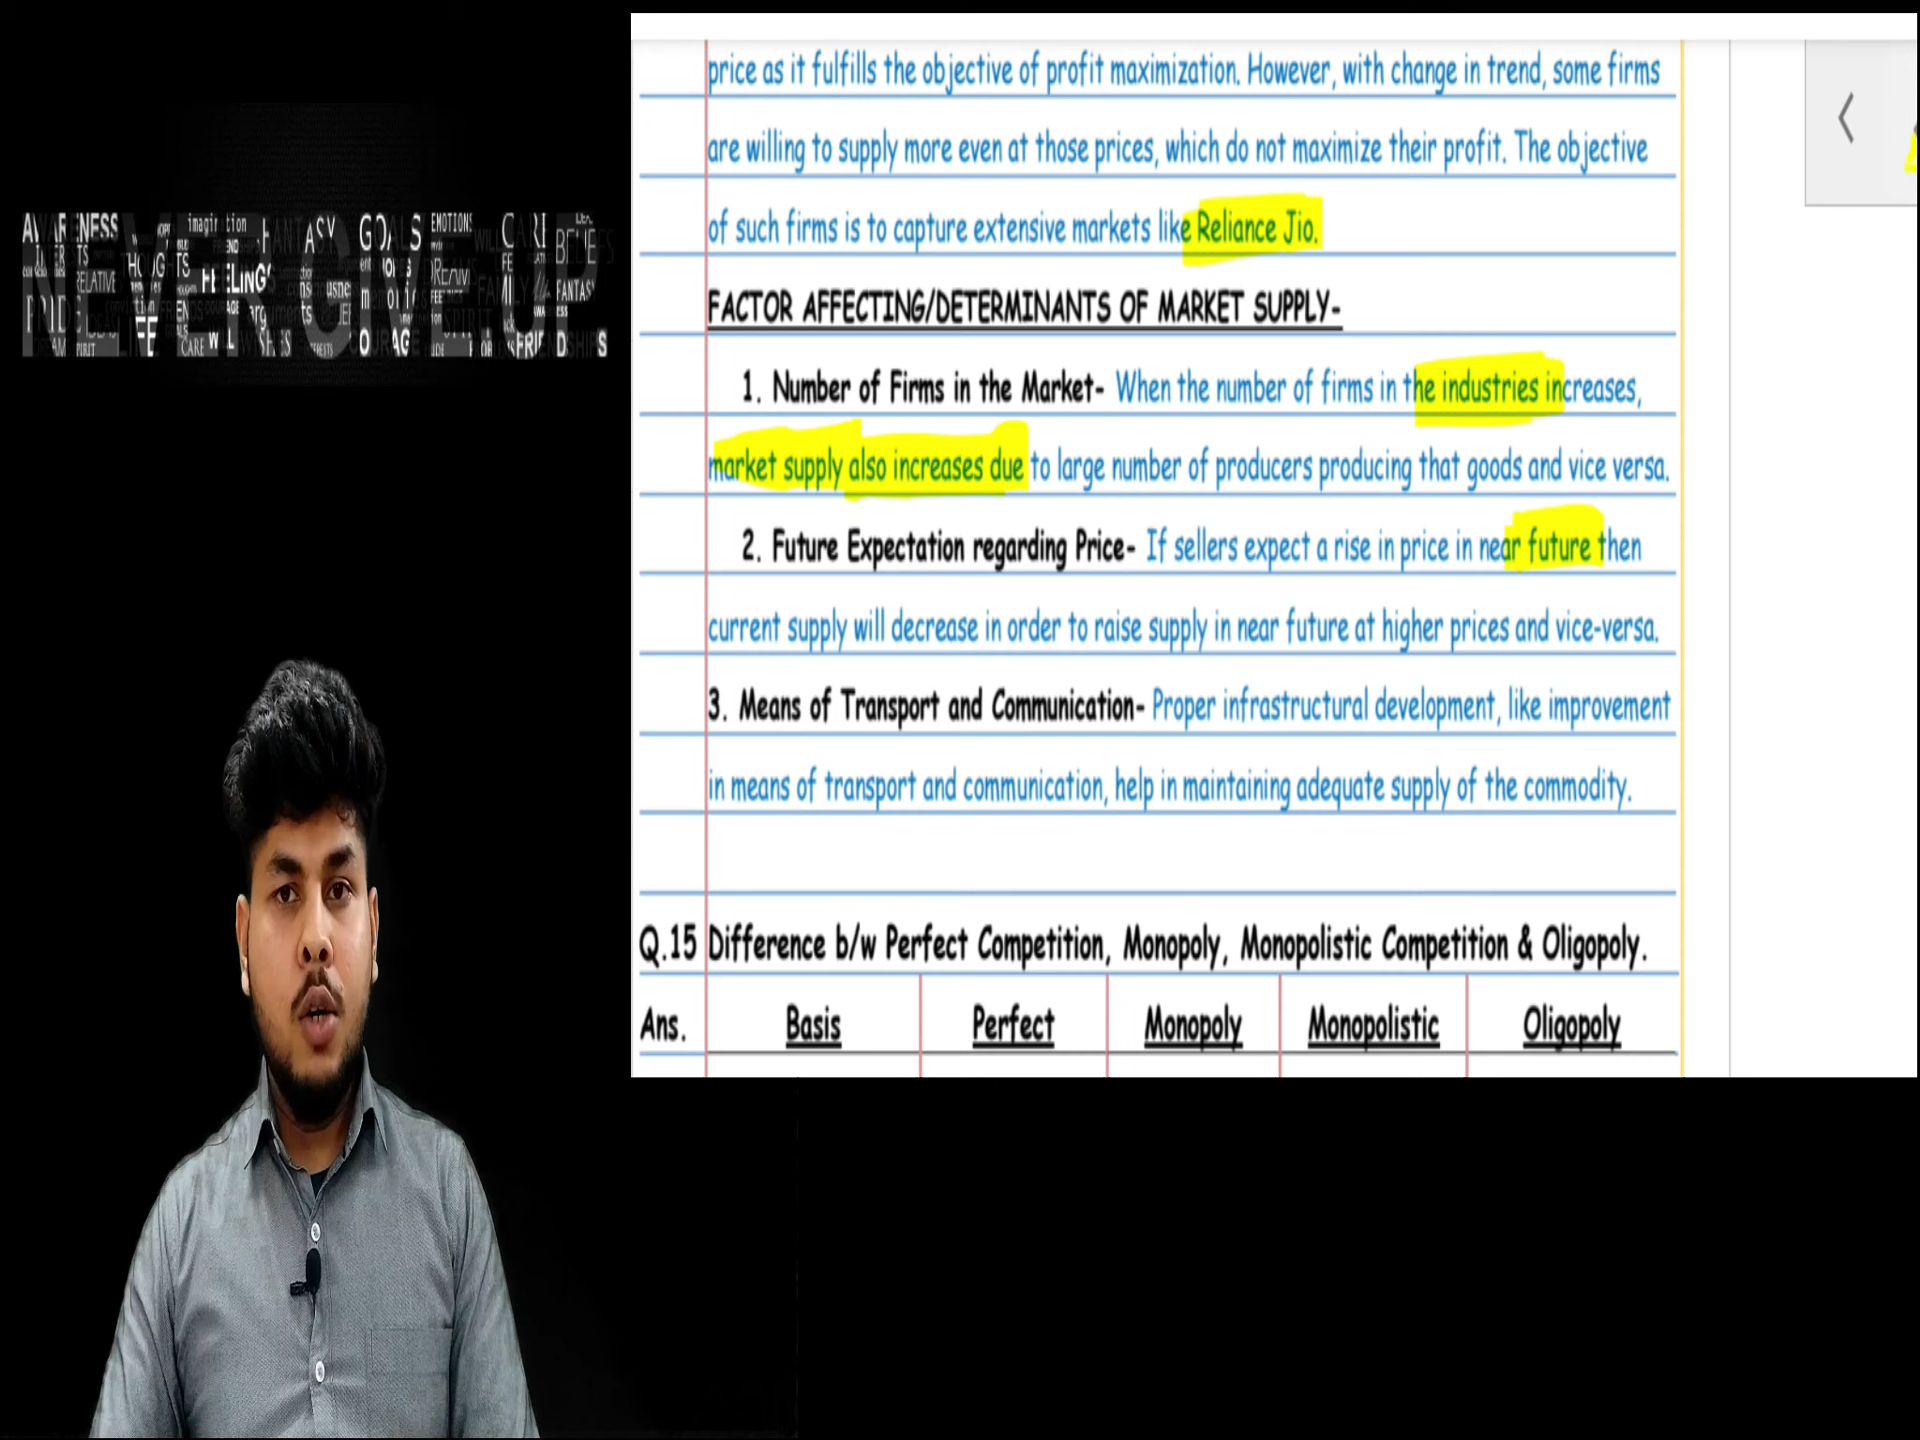 NEVER GIVE UP
price as it fulfills the objective of profit maximization. However, with change in trend, some firms
are willing to supply more even at those prices, which do not maximize their profit. The objective
of such firms is to capture extensive markets like Reliance Jio.
FACTOR AFFECTING/DETERMINANTS OF MARKET SUPPLY-
1. Number of Firms in the Market- When the number of firms in the industries increases,
market supply also increases due to large number of producers producing that goods and vice versa.
2. Future Expectation regarding Price- If sellers expect a rise in price in near future then
current supply will decrease in order to raise supply in near future at higher prices and vice-versa.
3. Means of Transport and Communication- Proper infrastructural development, like improvement
in means of transport and communication, help in maintaining adequate supply of the commodity.
Q.15 Difference b/w Perfect Competition, Monopoly, Monopolistic Competition & Oligopoly.
Ans. Basis Perfect Monopoly Monopolistic Oligopoly